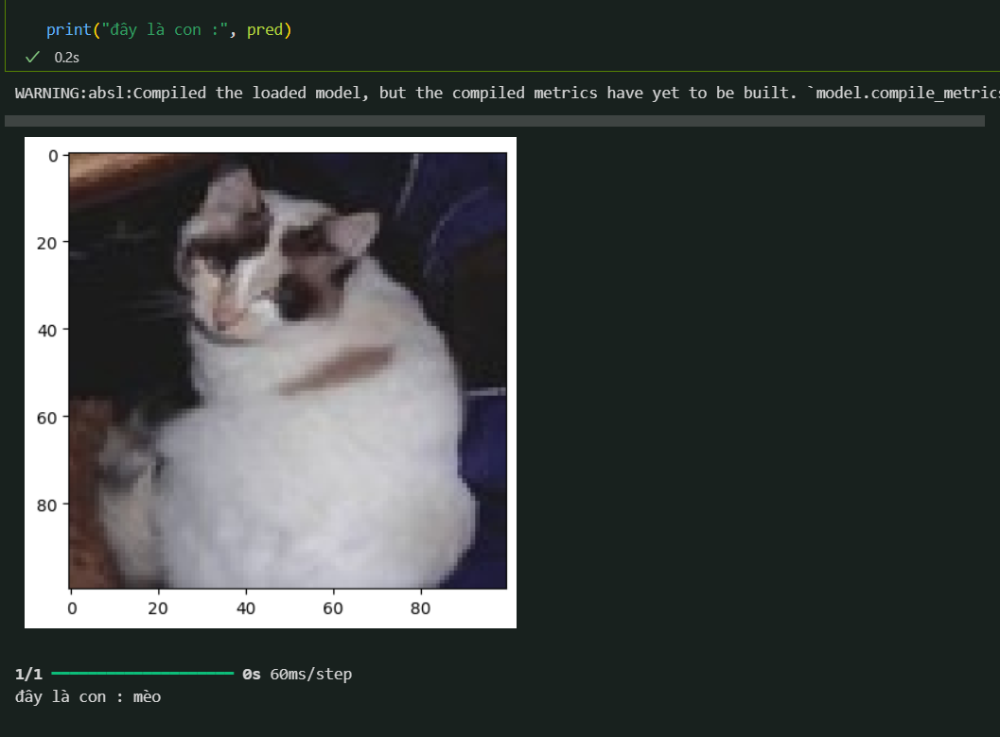 print("đây là con :", pred)
✓ 0.2s
WARNING:absl:Compiled the loaded model, but the compiled metrics have yet to be built. `model.compile_metrics
0
20
40
60
80
0 20 40 60 80
1/1 ━━━━━━━━━━━━━━━━━━━━ 0s 60ms/step
đây là con : mèo